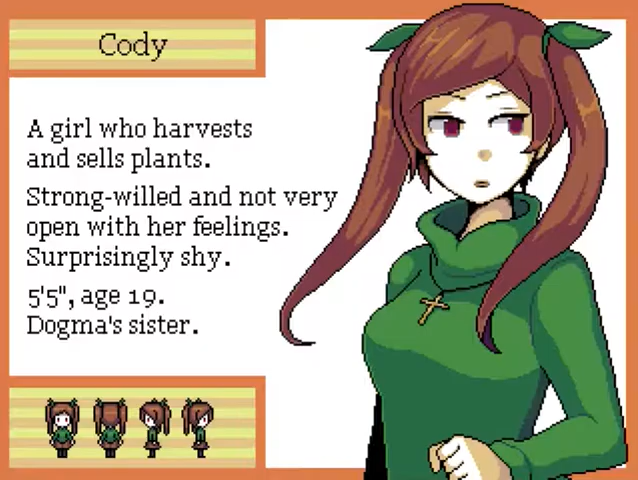 Cody
A girl who harvests
and sells plants.
Strong-willed and not very
open with her feelings.
Surprisingly shy.
5'5", age 19.
Dogma's sister.